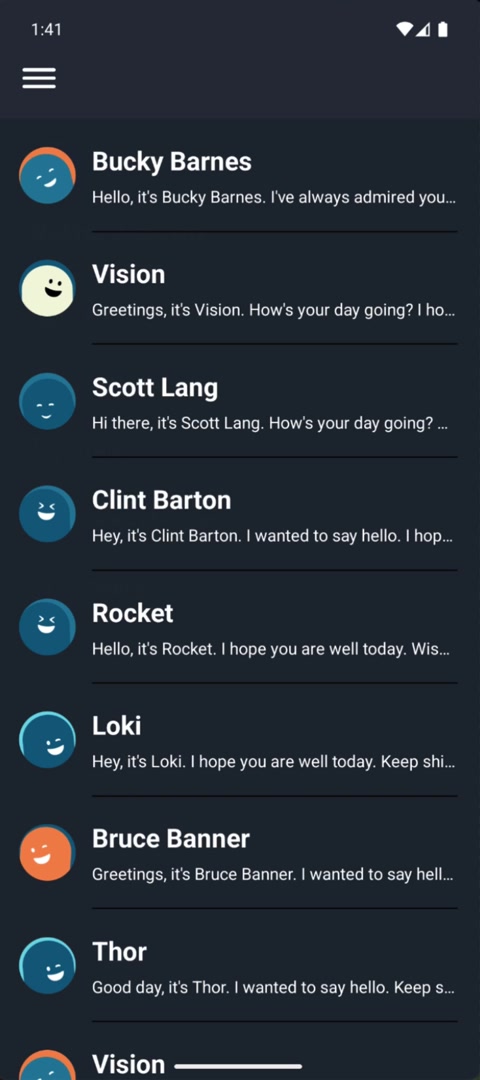 1:41
Bucky Barnes
Hello, it's Bucky Barnes. I've always admired you...
Vision
Greetings, it's Vision. How's your day going? I ho...
Scott Lang
Hi there, it's Scott Lang. How's your day going? ...
Clint Barton
Hey, it's Clint Barton. I wanted to say hello. I hop...
Rocket
Hello, it's Rocket. I hope you are well today. Wis...
Loki
Hey, it's Loki. I hope you are well today. Keep shi...
Bruce Banner
Greetings, it's Bruce Banner. I wanted to say hell...
Thor
Good day, it's Thor. I wanted to say hello. Keep s...
Vision